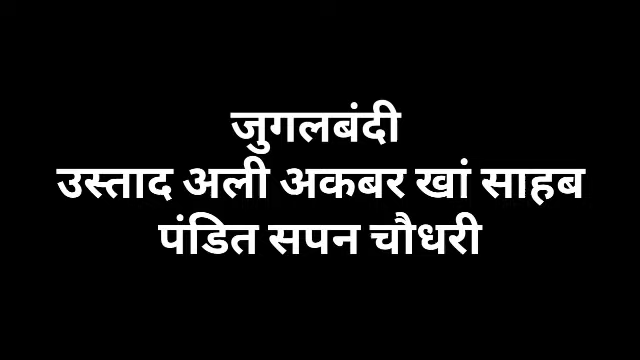 जुगलबंदी
उस्ताद अली अकबर खां साहब
पंडित सपन चौधरी